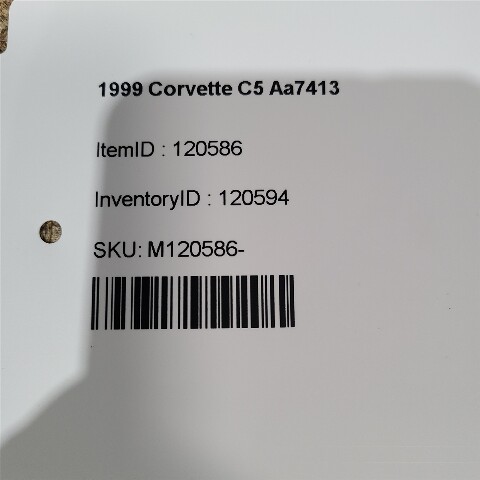 1999 Corvette C5 Aa7413
ItemID : 120586
InventoryID : 120594
SKU: M120586-